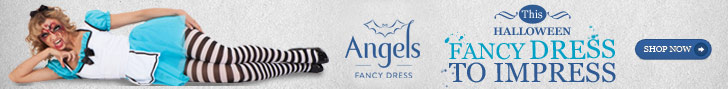 Angels
FANCY DRESS
This
HALLOWEEN
FANCY DRESS
TO IMPRESS
SHOP NOW